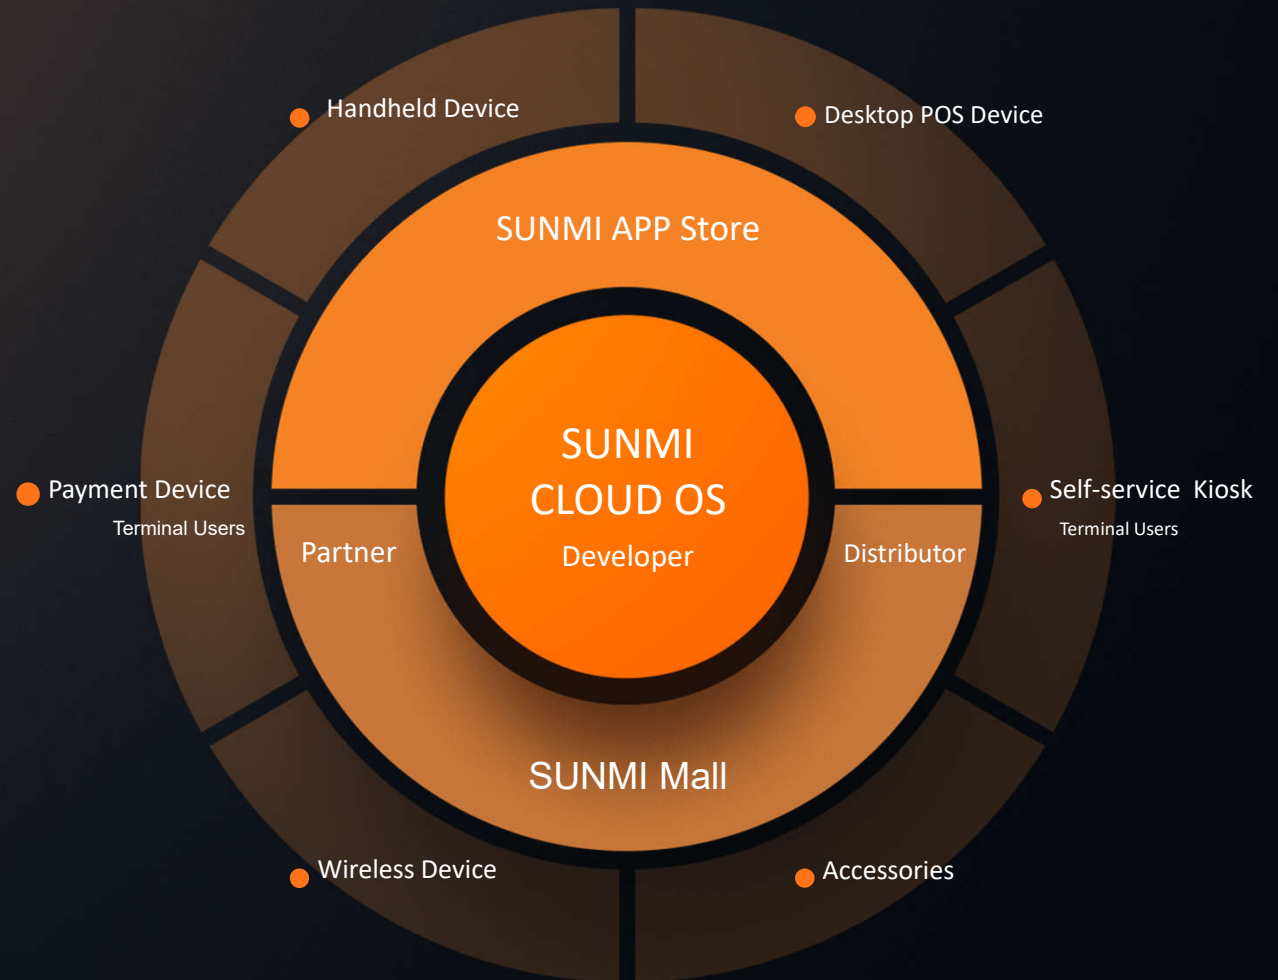 Handheld Device
Desktop POS Device
SUNMI APP Store
SUNMI
CLOUD OS
Developer
Payment Device
Terminal Users
Self-service Kiosk
Terminal Users
Partner
Distributor
SUNMI Mall
Wireless Device
Accessories